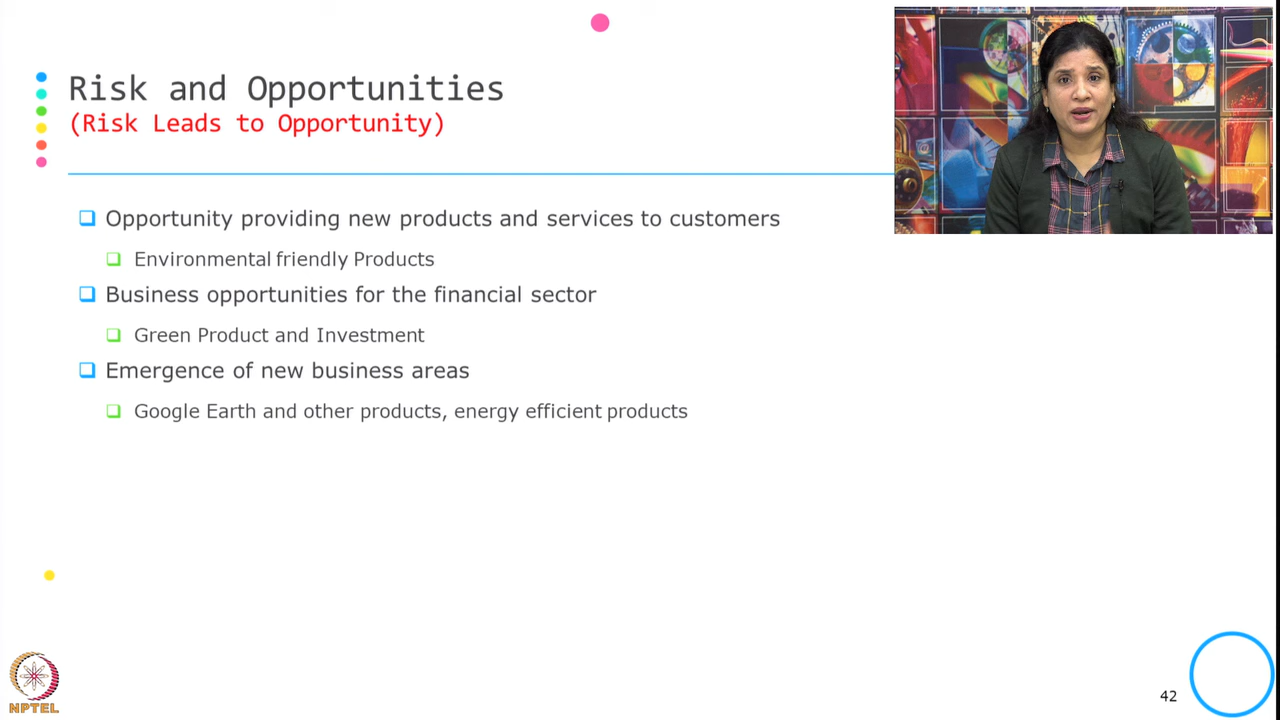 Risk and Opportunities
(Risk Leads to Opportunity)
Opportunity providing new products and services to customers
Environmental friendly Products
Business opportunities for the financial sector
Green Product and Investment
Emergence of new business areas
Google Earth and other products, energy efficient products
NPTEL
42